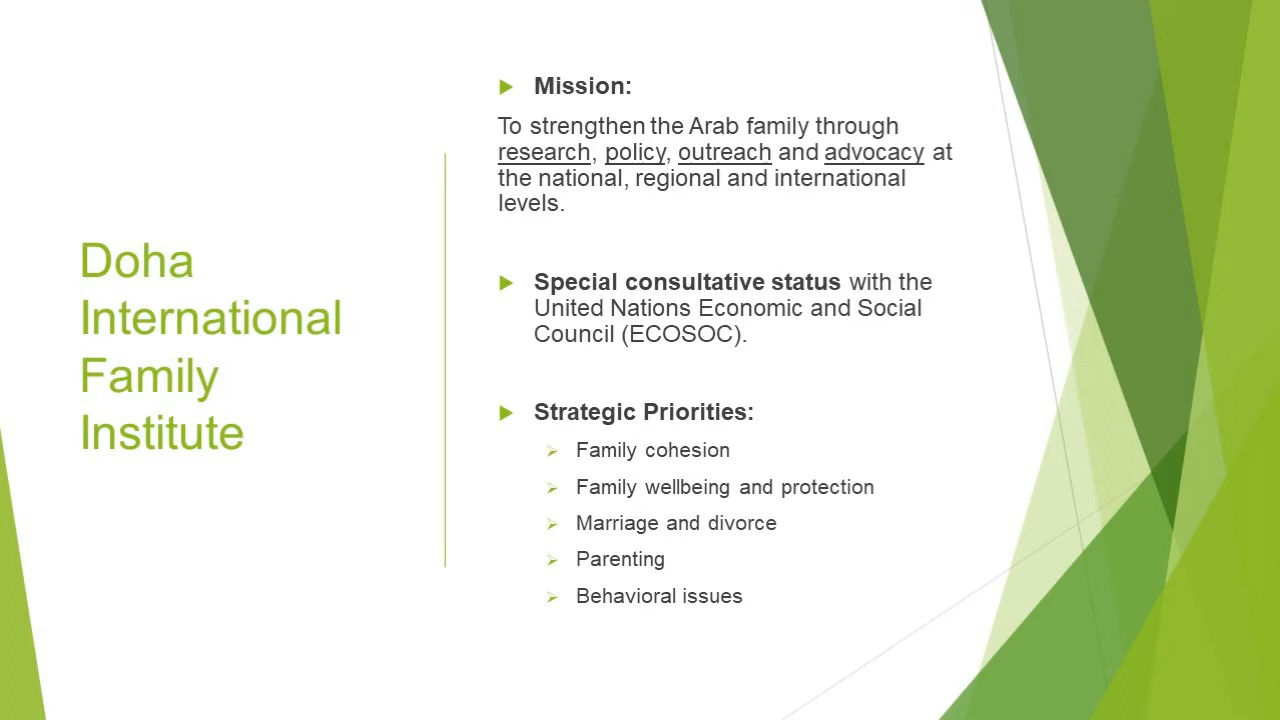 Doha
International
Family
Institute
Mission:
To strengthen the Arab family through
research, policy, outreach and advocacy at
the national, regional and international
levels.
Special consultative status with the
United Nations Economic and Social
Council (ECOSOC).
Strategic Priorities:
Family cohesion
Family wellbeing and protection
Marriage and divorce
Parenting
Behavioral issues